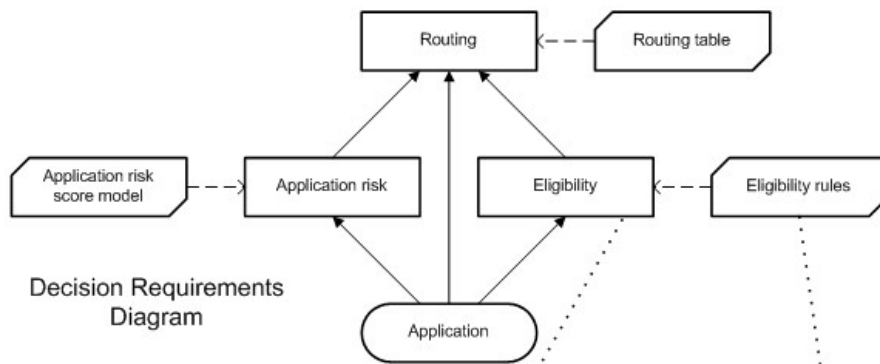 Routing
Routing table
Application risk
score model
Application risk
Eligibility
Eligibility rules
Decision Requirements
Diagram
Application